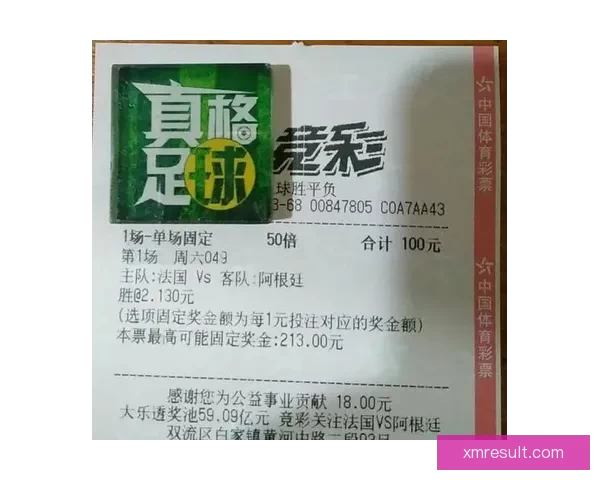 真格
足球
竞彩
球胜平负
3-68 00847805 C0A7AA43
1场-单场固定 50倍 合计 100元
第1场 周六049
主队:法国 Vs 客队:阿根廷
胜@2.130元
(选项固定奖金额为每1元投注对应的奖金额)
本票最高可能固定奖金:213.00元
感谢您为公益事业贡献 18.00元
大乐透奖池59.09亿元 竞彩关注法国VS阿根廷
双流区白家镇黄河中路二段
中国体育彩票
中国体育彩票
xmresult.com